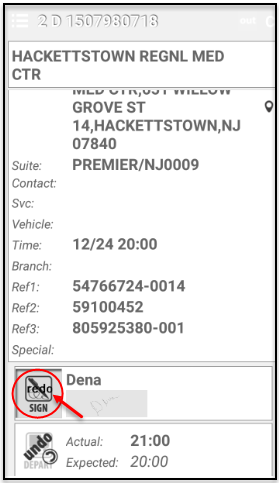 2 D 1507980718
out
HACKETTSTOWN REGNL MED
CTR
MED CTR,651 WILLOW
GROVE ST
14,HACKETTSTOWN,NJ
07840
Suite: PREMIER/NJ0009
Contact:
Svc:
Vehicle:
Time: 12/24 20:00
Branch:
Ref1: 54766724-0014
Ref2: 59100452
Ref3: 805925380-001
Special:
redo
SIGN
Dena
undo
DEPART
Actual: 21:00
Expected: 20:00